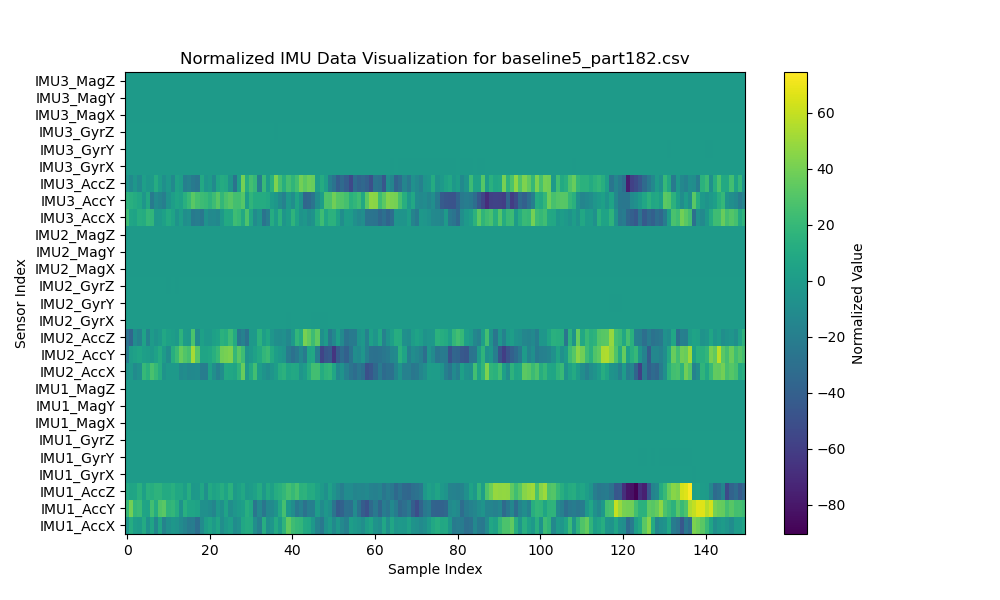 Normalized IMU Data Visualization for baseline5_part182.csv
IMU3_MagZ
IMU3_MagY
IMU3_MagX
IMU3_GyrZ
IMU3_GyrY
IMU3_GyrX
IMU3_AccZ
IMU3_AccY
IMU3_AccX
IMU2_MagZ
IMU2_MagY
IMU2_MagX
IMU2_GyrZ
IMU2_GyrY
IMU2_GyrX
IMU2_AccZ
IMU2_AccY
IMU2_AccX
IMU1_MagZ
IMU1_MagY
IMU1_MagX
IMU1_GyrZ
IMU1_GyrY
IMU1_GyrX
IMU1_AccZ
IMU1_AccY
IMU1_AccX
Sensor Index
0 20 40 60 80 100 120 140
Sample Index
60
40
20
0
−20
−40
−60
−80
Normalized Value